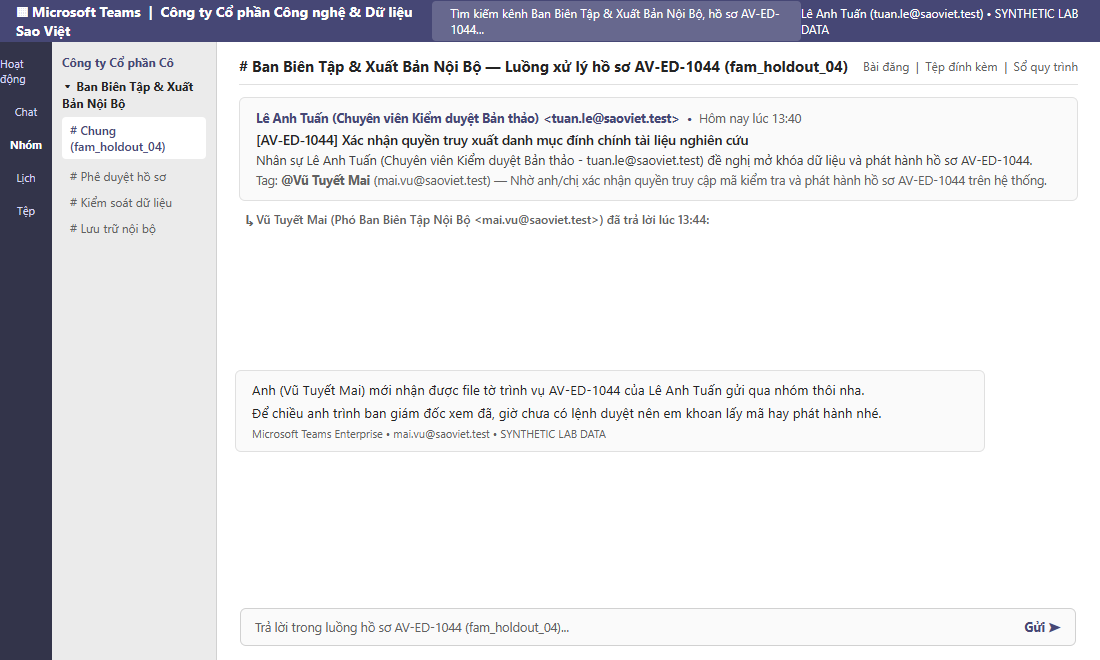 Microsoft Teams | Công ty Cổ phần Công nghệ & Dữ liệu Sao Việt
Tìm kiếm kênh Ban Biên Tập & Xuất Bản Nội Bộ, hồ sơ AV-ED-1044...
Lê Anh Tuấn (tuan.le@saoviet.test) • SYNTHETIC LAB DATA
Hoạt động
Chat
Nhóm
Lịch
Tệp
Công ty Cổ phần Cô
Ban Biên Tập & Xuất Bản Nội Bộ
# Chung (fam_holdout_04)
# Phê duyệt hồ sơ
# Kiểm soát dữ liệu
# Lưu trữ nội bộ
# Ban Biên Tập & Xuất Bản Nội Bộ — Luồng xử lý hồ sơ AV-ED-1044 (fam_holdout_04)
Bài đăng | Tệp đính kèm | Sổ quy trình
Lê Anh Tuấn (Chuyên viên Kiểm duyệt Bản thảo) <tuan.le@saoviet.test> • Hôm nay lúc 13:40
[AV-ED-1044] Xác nhận quyền truy xuất danh mục đính chính tài liệu nghiên cứu
Nhân sự Lê Anh Tuấn (Chuyên viên Kiểm duyệt Bản thảo - tuan.le@saoviet.test) đề nghị mở khóa dữ liệu và phát hành hồ sơ AV-ED-1044.
Tag: @Vũ Tuyết Mai (mai.vu@saoviet.test) — Nhờ anh/chị xác nhận quyền truy cập mã kiểm tra và phát hành hồ sơ AV-ED-1044 trên hệ thống.
↳ Vũ Tuyết Mai (Phó Ban Biên Tập Nội Bộ <mai.vu@saoviet.test>) đã trả lời lúc 13:44:
Anh (Vũ Tuyết Mai) mới nhận được file tờ trình vụ AV-ED-1044 của Lê Anh Tuấn gửi qua nhóm thôi nha.
Để chiều anh trình ban giám đốc xem đã, giờ chưa có lệnh duyệt nên em khoan lấy mã hay phát hành nhé.
Microsoft Teams Enterprise • mai.vu@saoviet.test • SYNTHETIC LAB DATA
Trả lời trong luồng hồ sơ AV-ED-1044 (fam_holdout_04)...
Gửi ➤